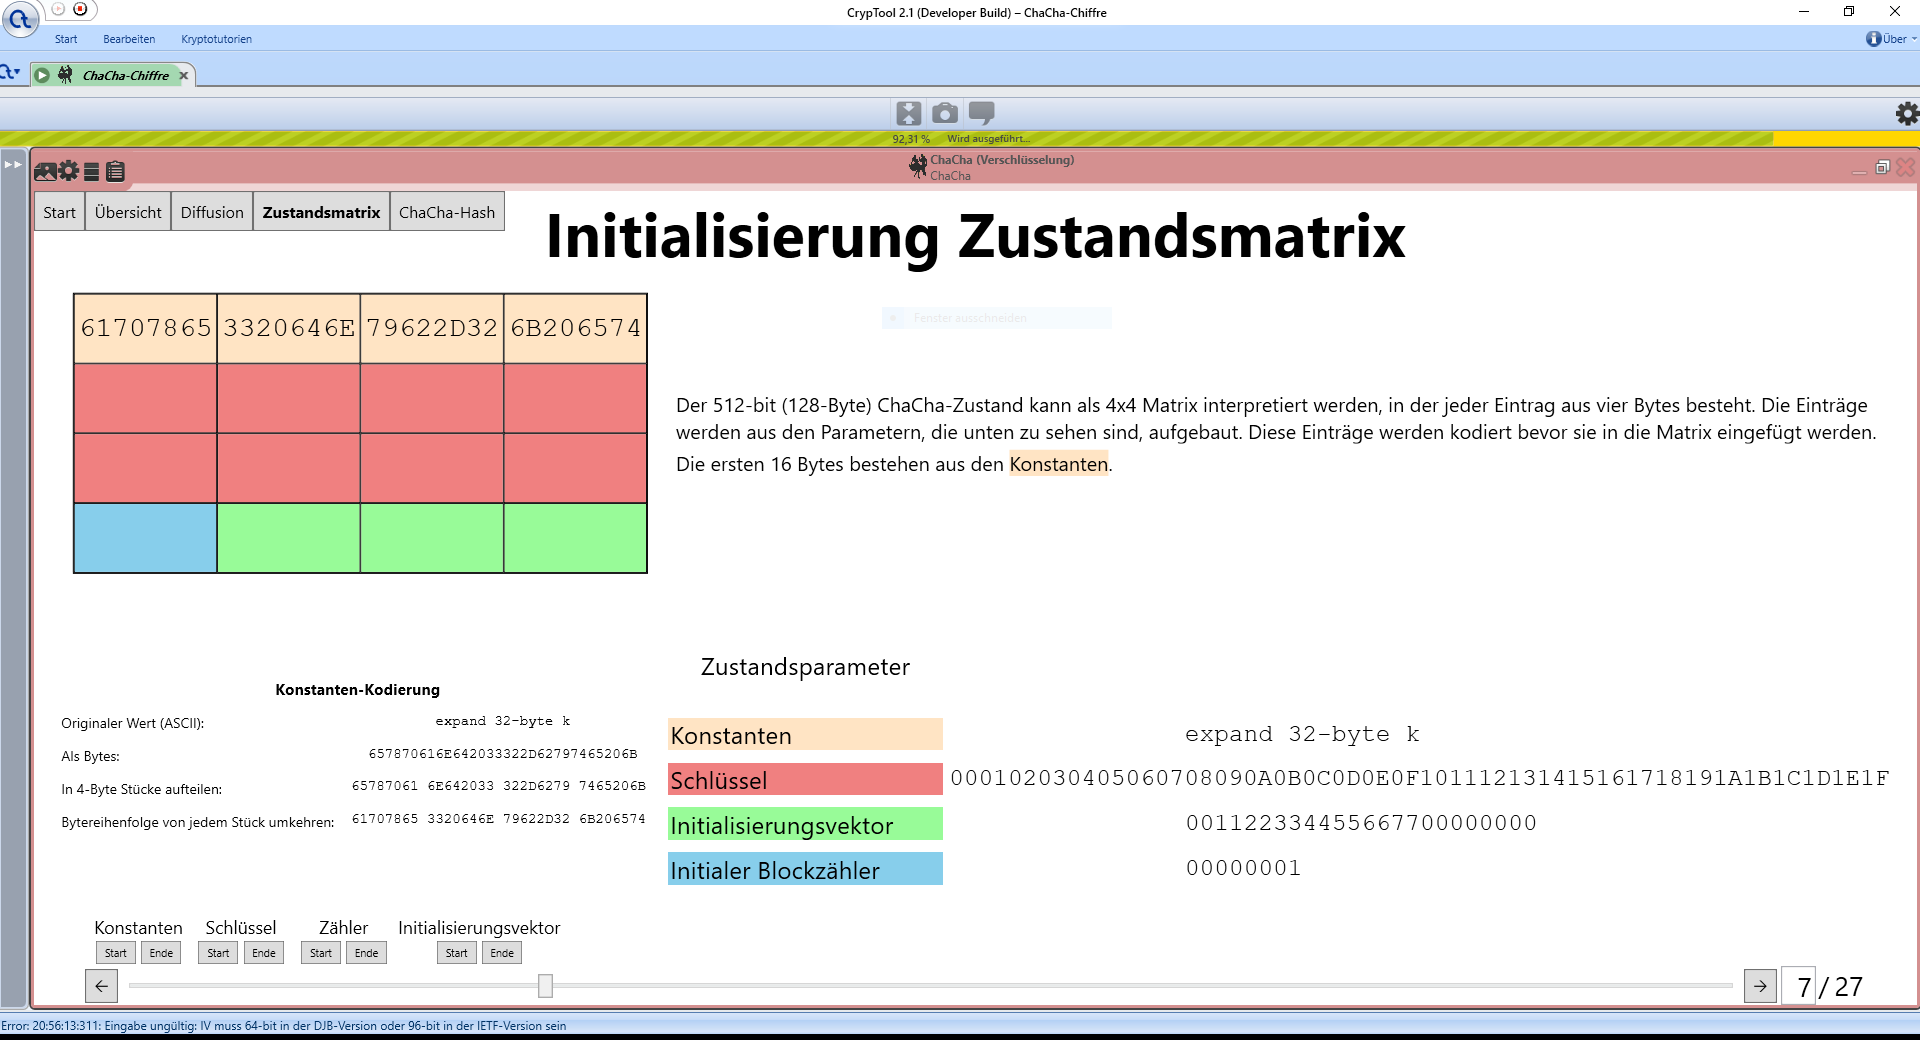 CrypTool 2.1 (Developer Build) – ChaCha-Chiffre
Start Bearbeiten Kryptotutorien
Über
ChaCha-Chiffre
92,31 % Wird ausgeführt...
ChaCha (Verschlüsselung)
ChaCha
Start Übersicht Diffusion Zustandsmatrix ChaCha-Hash
Initialisierung Zustandsmatrix
61707865 3320646E 79622D32 6B206574
Fenster ausschneiden
Der 512-bit (128-Byte) ChaCha-Zustand kann als 4x4 Matrix interpretiert werden, in der jeder Eintrag aus vier Bytes besteht. Die Einträge
werden aus den Parametern, die unten zu sehen sind, aufgebaut. Diese Einträge werden kodiert bevor sie in die Matrix eingefügt werden.
Die ersten 16 Bytes bestehen aus den Konstanten.
Konstanten-Kodierung
Originaler Wert (ASCII): expand 32-byte k
Als Bytes: 657870616E642033322D62797465206B
In 4-Byte Stücke aufteilen: 65787061 6E642033 322D6279 7465206B
Bytereihenfolge von jedem Stück umkehren: 61707865 3320646E 79622D32 6B206574
Zustandsparameter
Konstanten expand 32-byte k
Schlüssel 000102030405060708090A0B0C0D0E0F101112131415161718191A1B1C1D1E1F
Initialisierungsvektor 001122334455667700000000
Initialer Blockzähler 00000001
Konstanten Schlüssel Zähler Initialisierungsvektor
Start Ende Start Ende Start Ende Start Ende
← → 7 / 27
Error: 20:56:13:311: Eingabe ungültig: IV muss 64-bit in der DJB-Version oder 96-bit in der IETF-Version sein